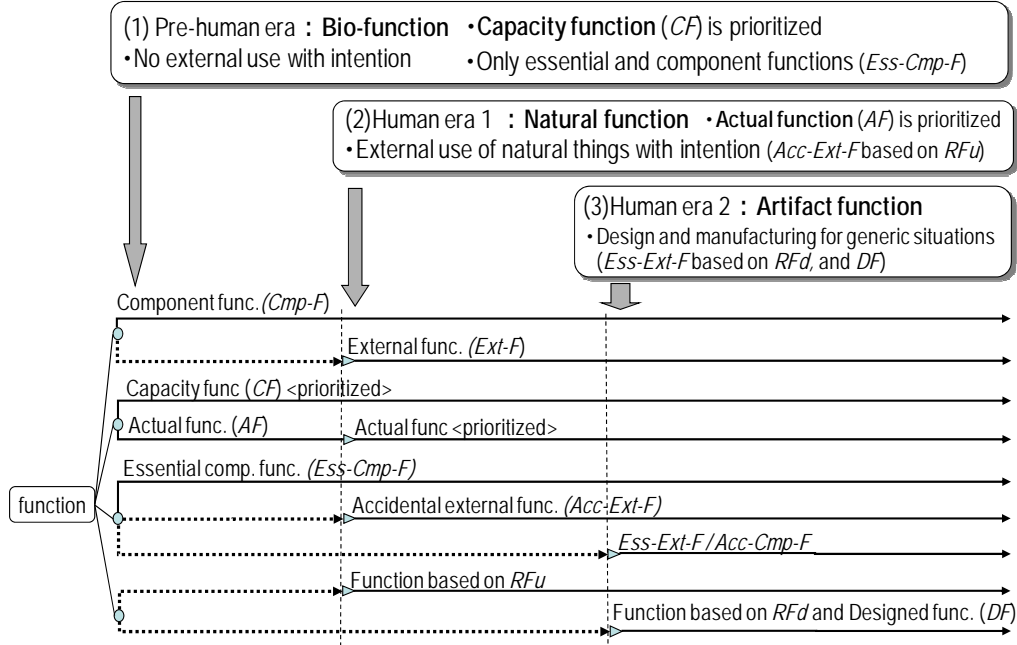 (1) Pre-human era : Bio-function ・Capacity function (CF) is prioritized
・No external use with intention ・Only essential and component functions (Ess-Cmp-F)
(2)Human era 1 : Natural function ・Actual function (AF) is prioritized
・External use of natural things with intention (Acc-Ext-F based on RFu)
(3)Human era 2 : Artifact function
・Design and manufacturing for generic situations
(Ess-Ext-F based on RFd, and DF)
Component func. (Cmp-F)
External func. (Ext-F)
Capacity func (CF) <prioritized>
Actual func. (AF) Actual func <prioritized>
Essential comp. func. (Ess-Cmp-F)
function
Accidental external func. (Acc-Ext-F)
Ess-Ext-F / Acc-Cmp-F
Function based on RFu
Function based on RFd and Designed func. (DF)